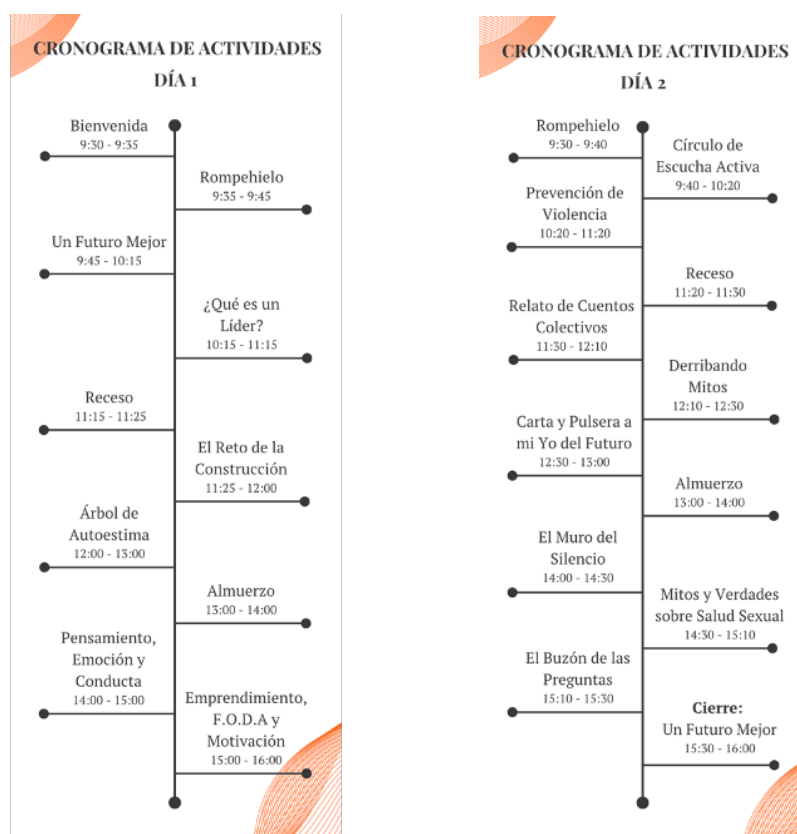 CRONOGRAMA DE ACTIVIDADES
DÍA 1
Bienvenida
9:30 - 9:35
Rompehielo
9:35 - 9:45
Un Futuro Mejor
9:45 - 10:15
¿Qué es un
Líder?
10:15 - 11:15
Receso
11:15 - 11:25
El Reto de la
Construcción
11:25 - 12:00
Árbol de
Autoestima
12:00 - 13:00
Almuerzo
13:00 - 14:00
Pensamiento,
Emoción y
Conducta
14:00 - 15:00
Emprendimiento,
F.O.D.A y
Motivación
15:00 - 16:00
CRONOGRAMA DE ACTIVIDADES
DÍA 2
Rompehielo
9:30 - 9:40
Círculo de
Escucha Activa
9:40 - 10:20
Prevención de
Violencia
10:20 - 11:20
Receso
11:20 - 11:30
Relato de Cuentos
Colectivos
11:30 - 12:10
Derribando
Mitos
12:10 - 12:30
Carta y Pulsera a
mi Yo del Futuro
12:30 - 13:00
Almuerzo
13:00 - 14:00
El Muro del
Silencio
14:00 - 14:30
Mitos y Verdades
sobre Salud Sexual
14:30 - 15:10
El Buzón de las
Preguntas
15:10 - 15:30
Cierre:
Un Futuro Mejor
15:30 - 16:00